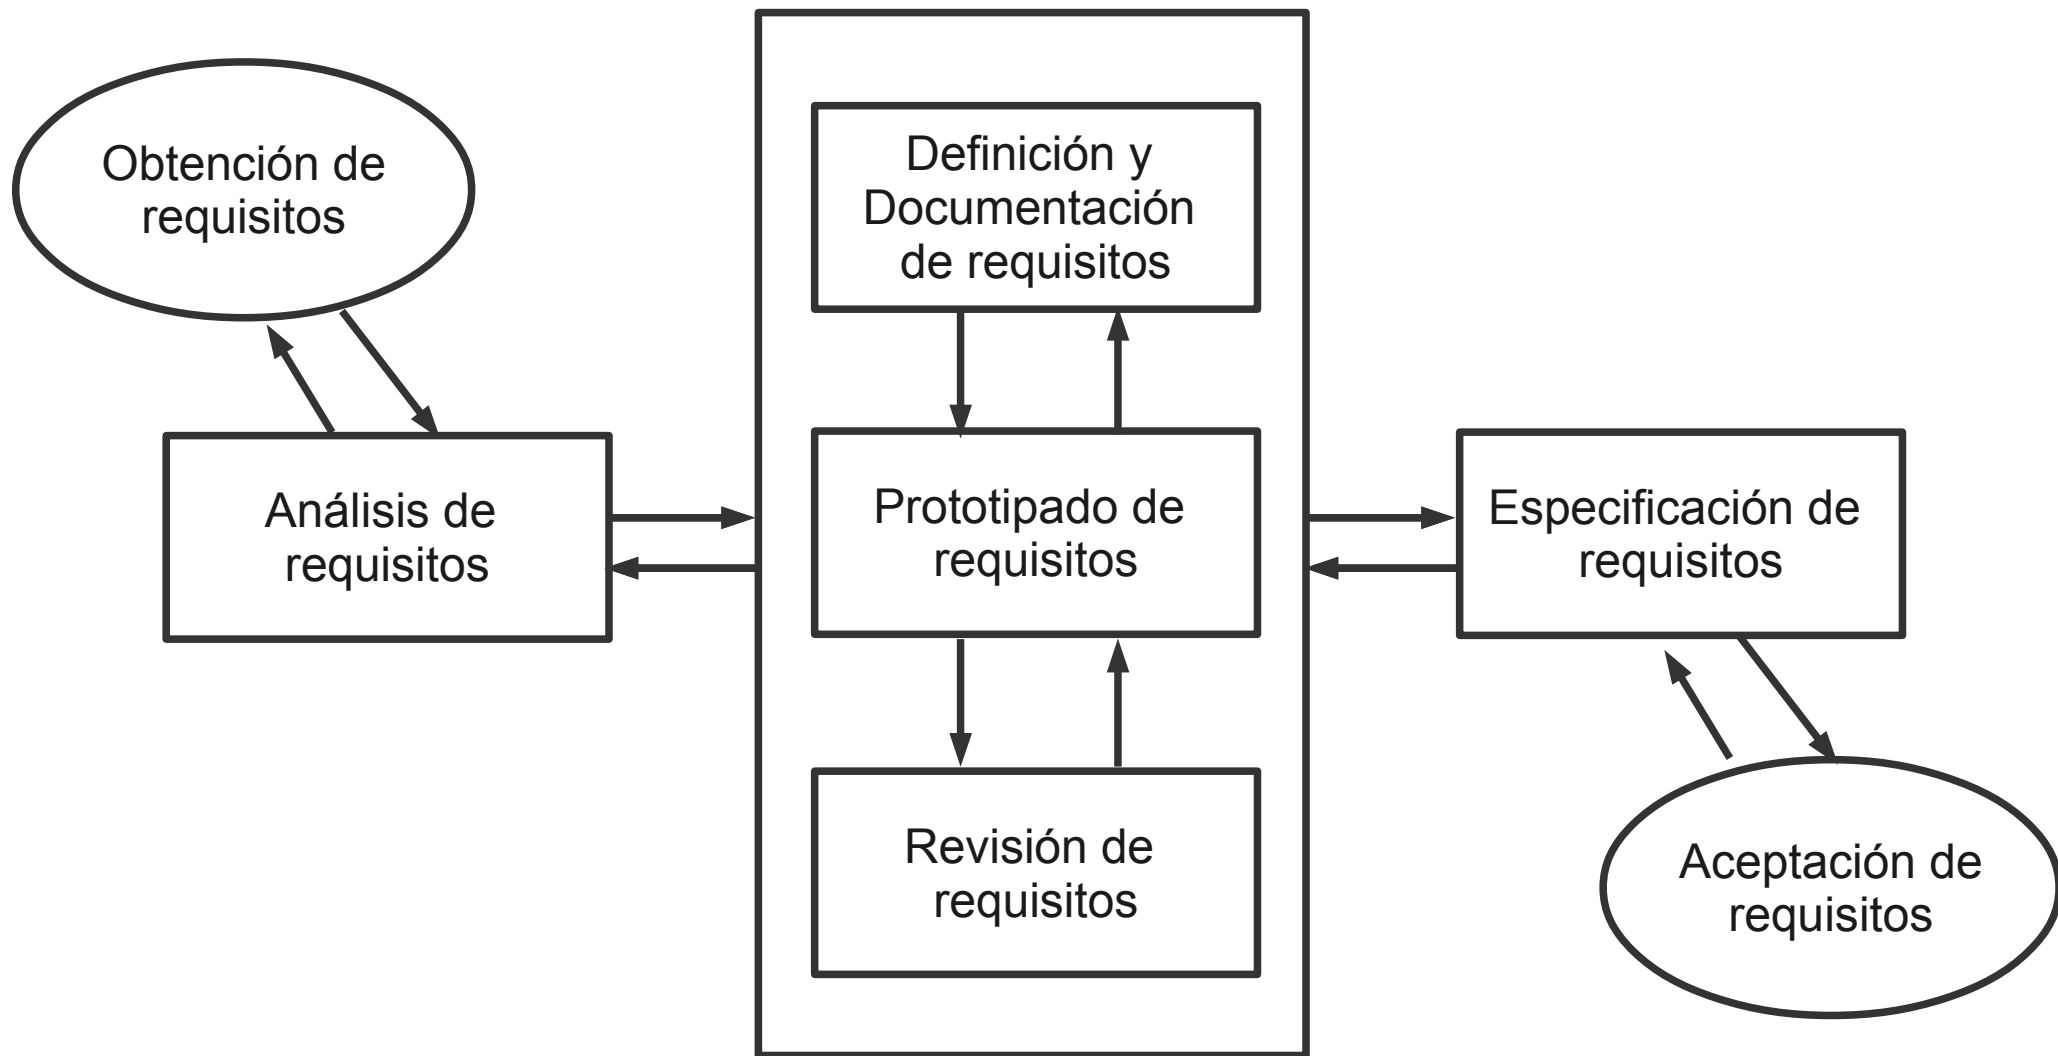 Obtención de
requisitos
Análisis de
requisitos
Definición y
Documentación
de requisitos
Prototipado de
requisitos
Revisión de
requisitos
Especificación de
requisitos
Aceptación de
requisitos